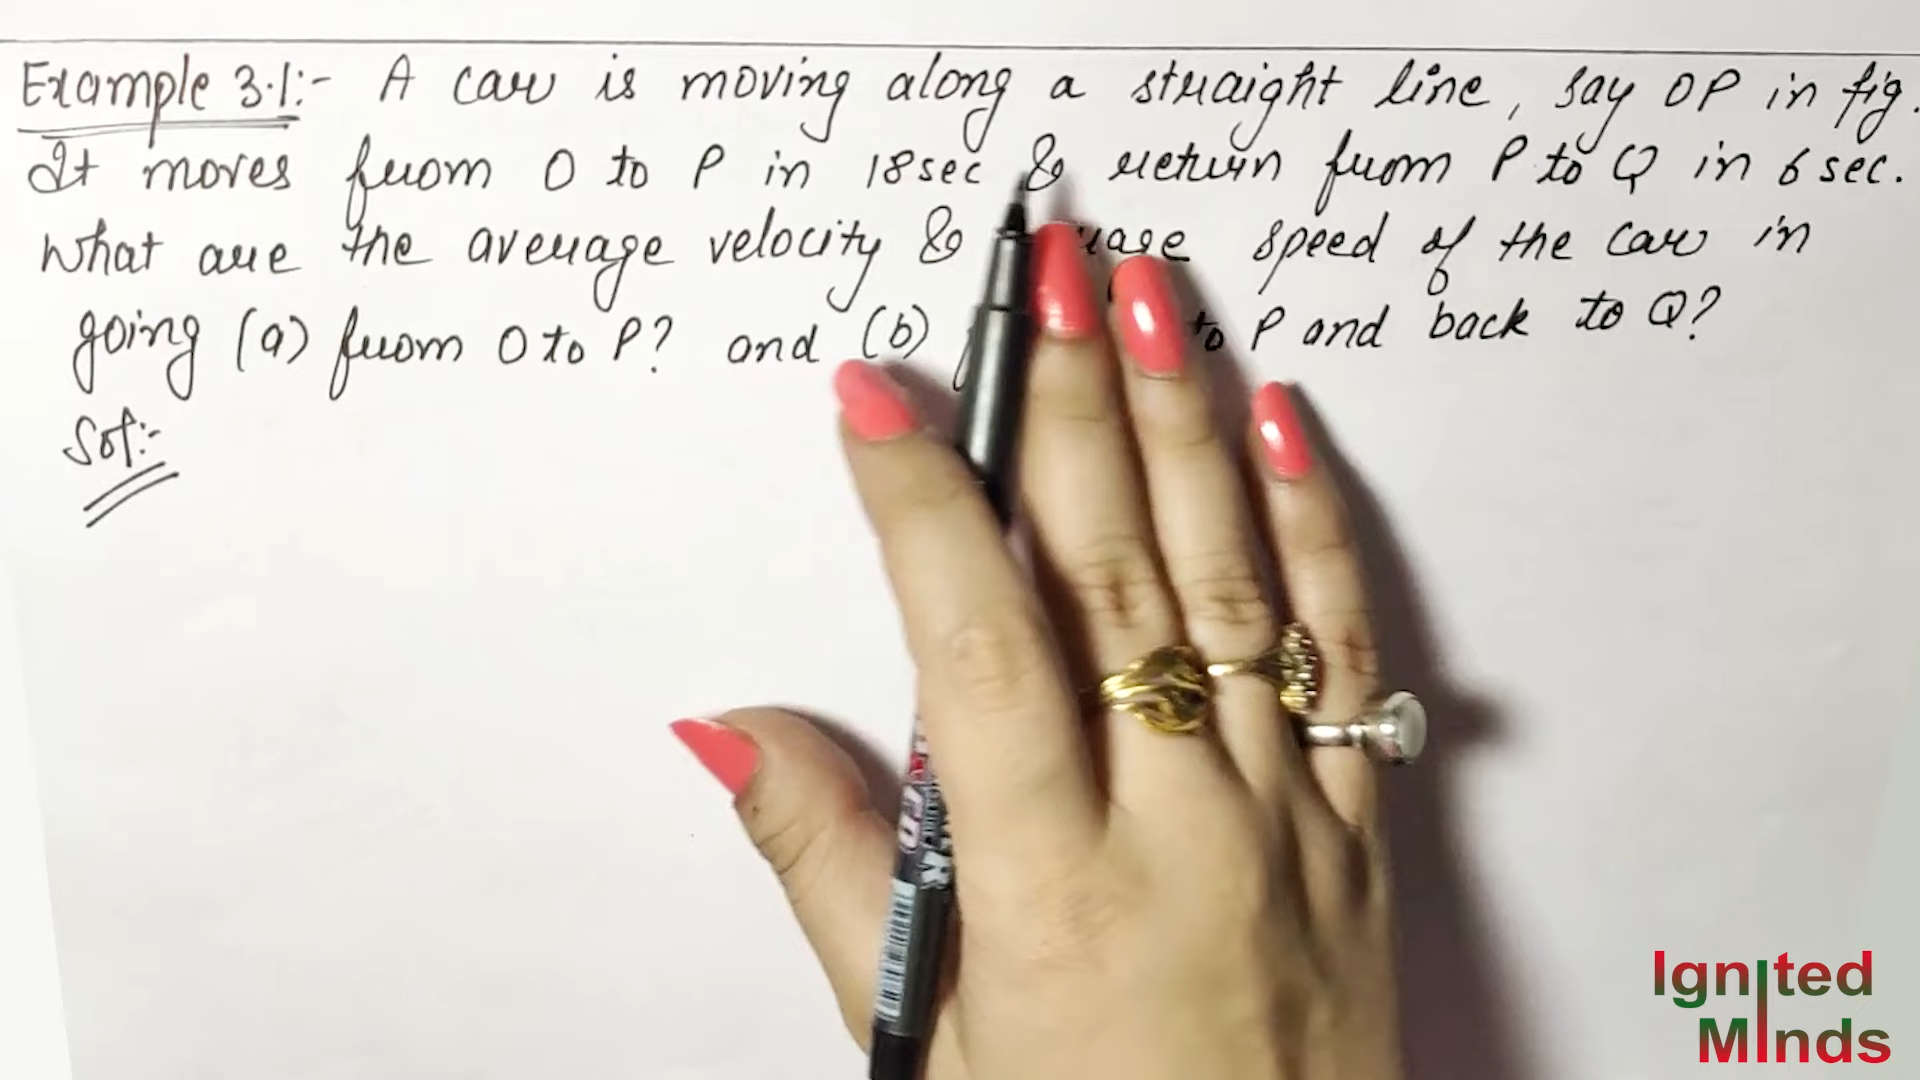 Example 3.1:- A car is moving along a straight line, say OP in fig.
It moves from O to P in 18sec & return from P to Q in 6 sec.
What are the average velocity & speed of the car in
going (a) from O to P? and (b) to P and back to Q?
Sol:-
Ignited
Minds